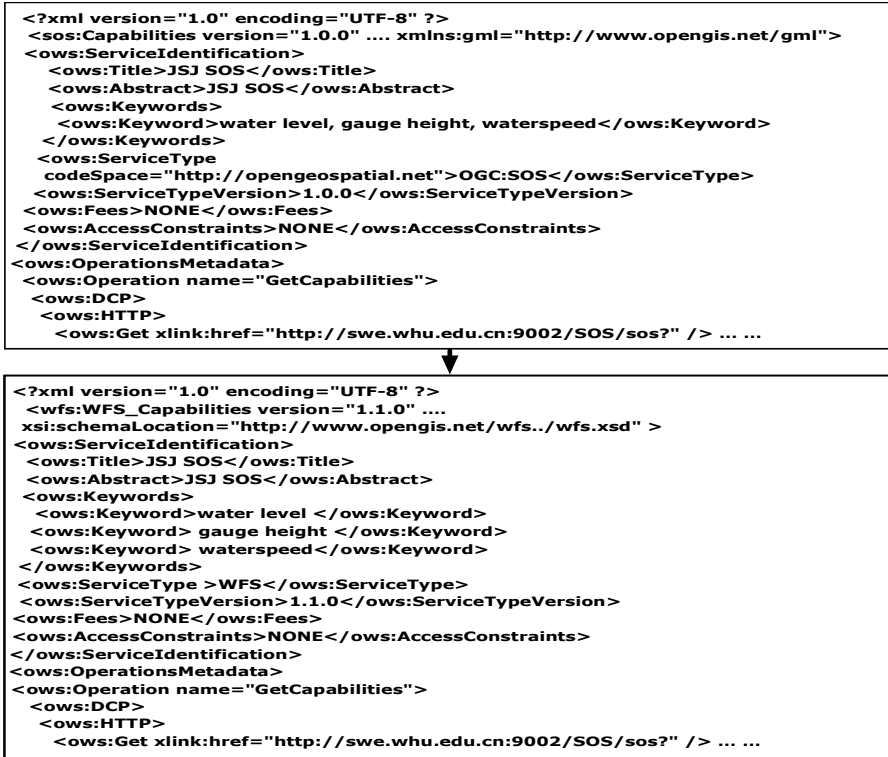 <?xml version="1.0" encoding="UTF-8" ?>
<sos:Capabilities version="1.0.0" .... xmlns:gml="http://www.opengis.net/gml">
<ows:ServiceIdentification>
<ows:Title>JSJ SOS</ows:Title>
<ows:Abstract>JSJ SOS</ows:Abstract>
<ows:Keywords>
<ows:Keyword>water level, gauge height, waterspeed</ows:Keyword>
</ows:Keywords>
<ows:ServiceType
codeSpace="http://opengeospatial.net">OGC:SOS</ows:ServiceType>
<ows:ServiceTypeVersion>1.0.0</ows:ServiceTypeVersion>
<ows:Fees>NONE</ows:Fees>
<ows:AccessConstraints>NONE</ows:AccessConstraints>
</ows:ServiceIdentification>
<ows:OperationsMetadata>
<ows:Operation name="GetCapabilities">
<ows:DCP>
<ows:HTTP>
<ows:Get xlink:href="http://swe.whu.edu.cn:9002/SOS/sos?" /> ... ...
<?xml version="1.0" encoding="UTF-8" ?>
<wfs:WFS_Capabilities version="1.1.0" ....
xsi:schemaLocation="http://www.opengis.net/wfs../wfs.xsd" >
<ows:ServiceIdentification>
<ows:Title>JSJ SOS</ows:Title>
<ows:Abstract>JSJ SOS</ows:Abstract>
<ows:Keywords>
<ows:Keyword>water level </ows:Keyword>
<ows:Keyword> gauge height </ows:Keyword>
<ows:Keyword> waterspeed</ows:Keyword>
</ows:Keywords>
<ows:ServiceType >WFS</ows:ServiceType>
<ows:ServiceTypeVersion>1.1.0</ows:ServiceTypeVersion>
<ows:Fees>NONE</ows:Fees>
<ows:AccessConstraints>NONE</ows:AccessConstraints>
</ows:ServiceIdentification>
<ows:OperationsMetadata>
<ows:Operation name="GetCapabilities">
<ows:DCP>
<ows:HTTP>
<ows:Get xlink:href="http://swe.whu.edu.cn:9002/SOS/sos?" /> ... ...